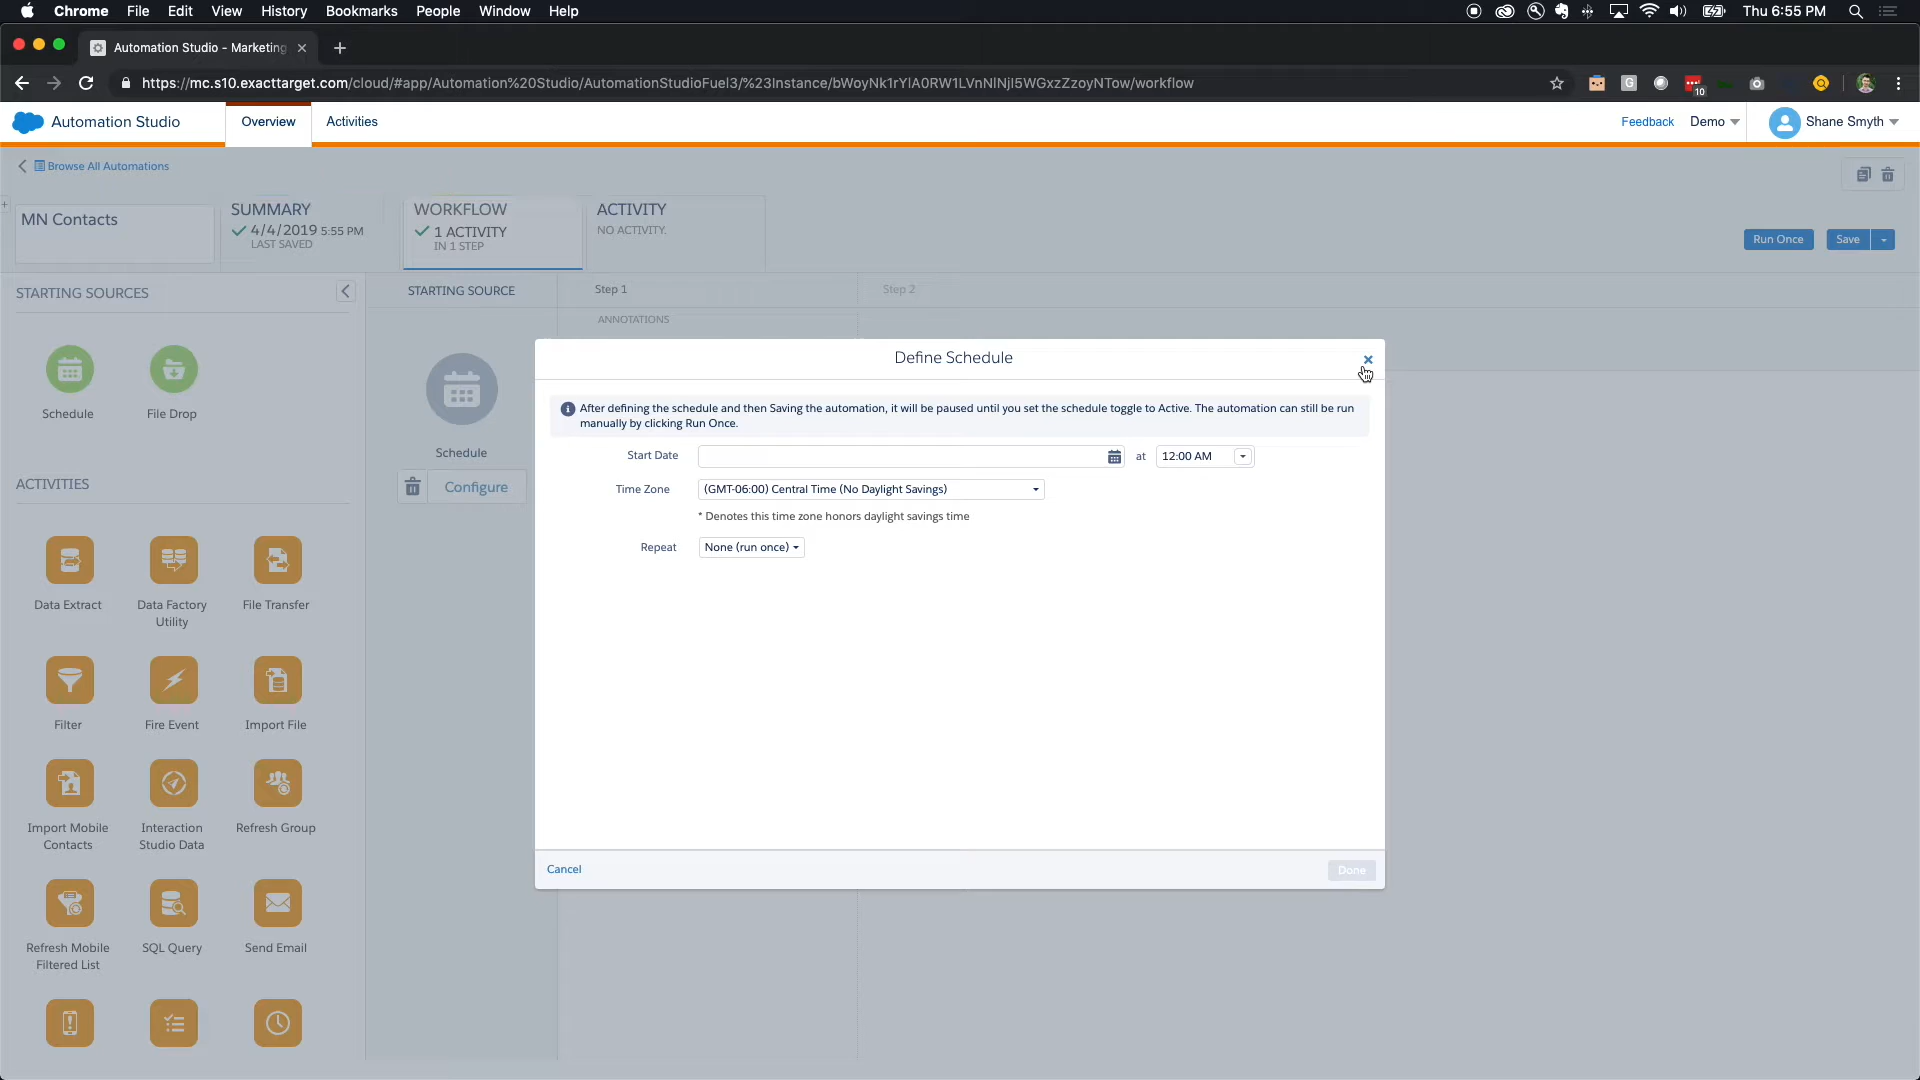 Chrome File Edit View History Bookmarks People Window Help Thu 6:55 PM
Automation Studio - Marketing
https://mc.s10.exacttarget.com/cloud/#app/Automation%20Studio/AutomationStudioFuel3/%23Instance/bWoyNk1rYlA0RW1LVnNlNjI5WGxzZzoyNTow/workflow
10
Automation Studio Overview Activities Feedback Demo Shane Smyth
Browse All Automations
MN Contacts
SUMMARY
4/4/2019 5:55 PM
LAST SAVED
WORKFLOW
1 ACTIVITY
IN 1 STEP
ACTIVITY
NO ACTIVITY.
Run Once Save
STARTING SOURCES
STARTING SOURCE
Step 1
Step 2
ANNOTATIONS
Schedule
File Drop
Schedule
Configure
ACTIVITIES
Data Extract
Data Factory
Utility
File Transfer
Filter
Fire Event
Import File
Import Mobile
Contacts
Interaction
Studio Data
Refresh Group
Refresh Mobile
Filtered List
SQL Query
Send Email
Define Schedule
After defining the schedule and then Saving the automation, it will be paused until you set the schedule toggle to Active. The automation can still be run
manually by clicking Run Once.
Start Date at 12:00 AM
Time Zone (GMT-06:00) Central Time (No Daylight Savings)
* Denotes this time zone honors daylight savings time
Repeat None (run once)
Cancel Done